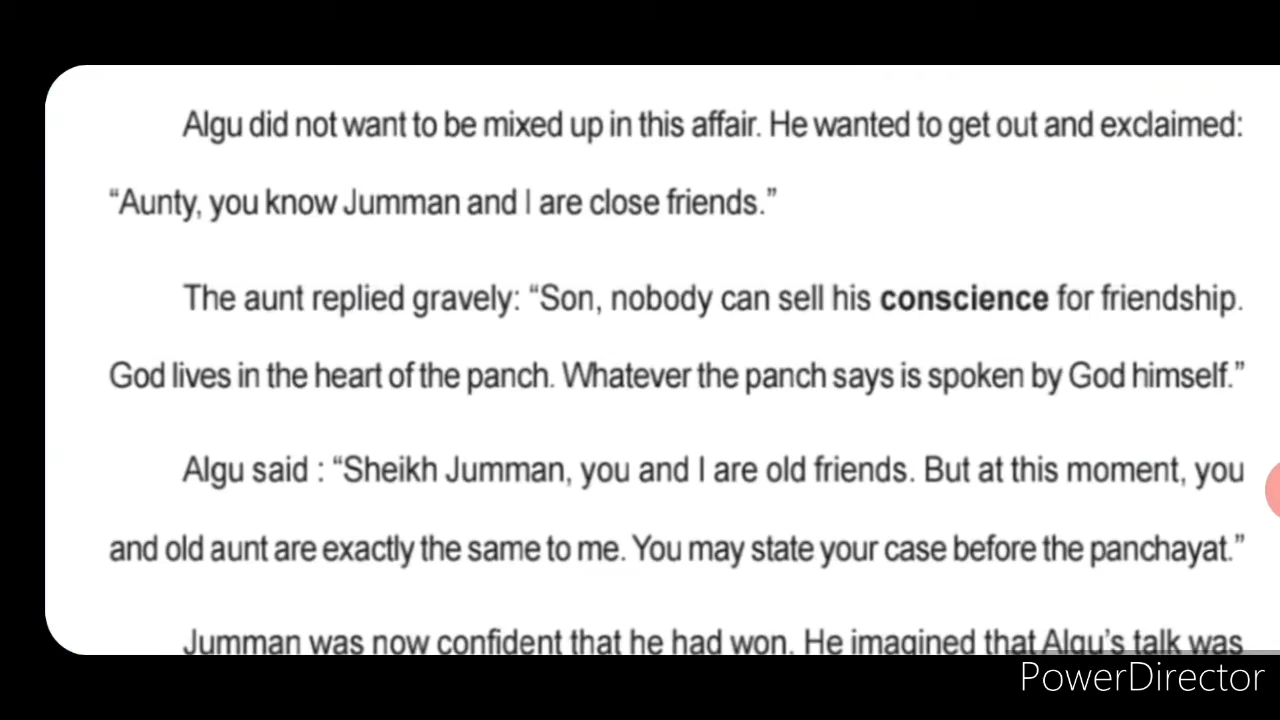 Algu did not want to be mixed up in this affair. He wanted to get out and exclaimed:
“Aunty, you know Jumman and I are close friends.”
The aunt replied gravely: “Son, nobody can sell his conscience for friendship.
God lives in the heart of the panch. Whatever the panch says is spoken by God himself.”
Algu said : “Sheikh Jumman, you and I are old friends. But at this moment, you
and old aunt are exactly the same to me. You may state your case before the panchayat.”
Jumman was now confident that he had won. He imagined that Algu’s talk was
PowerDirector